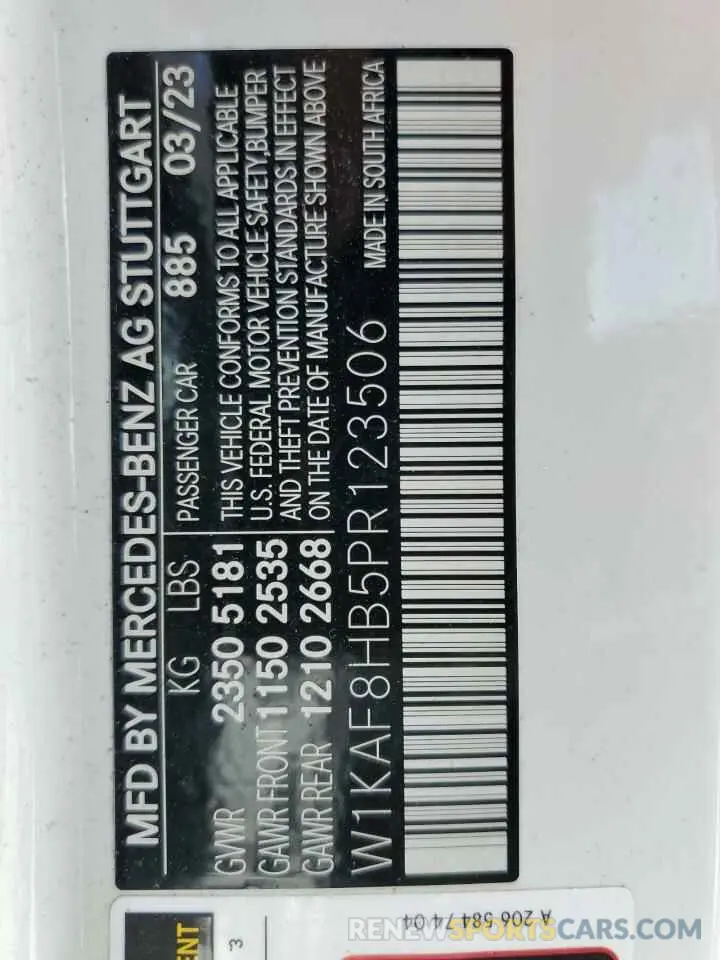 MFD BY MERCEDES-BENZ AG STUTTGART
KG LBS PASSENGER CAR 885 03/23
GVWR 2350 5181 THIS VEHICLE CONFORMS TO ALL APPLICABLE
GAWR FRONT 1150 2535 U.S. FEDERAL MOTOR VEHICLE SAFETY,BUMPER
GAWR REAR 1210 2668 AND THEFT PREVENTION STANDARDS IN EFFECT
ON THE DATE OF MANUFACTURE SHOWN ABOVE
W1KAF8HB5PR123506 MADE IN SOUTH AFRICA
A 206 584 74 04
ENT
3
RENEWSPORTSCARS.COM